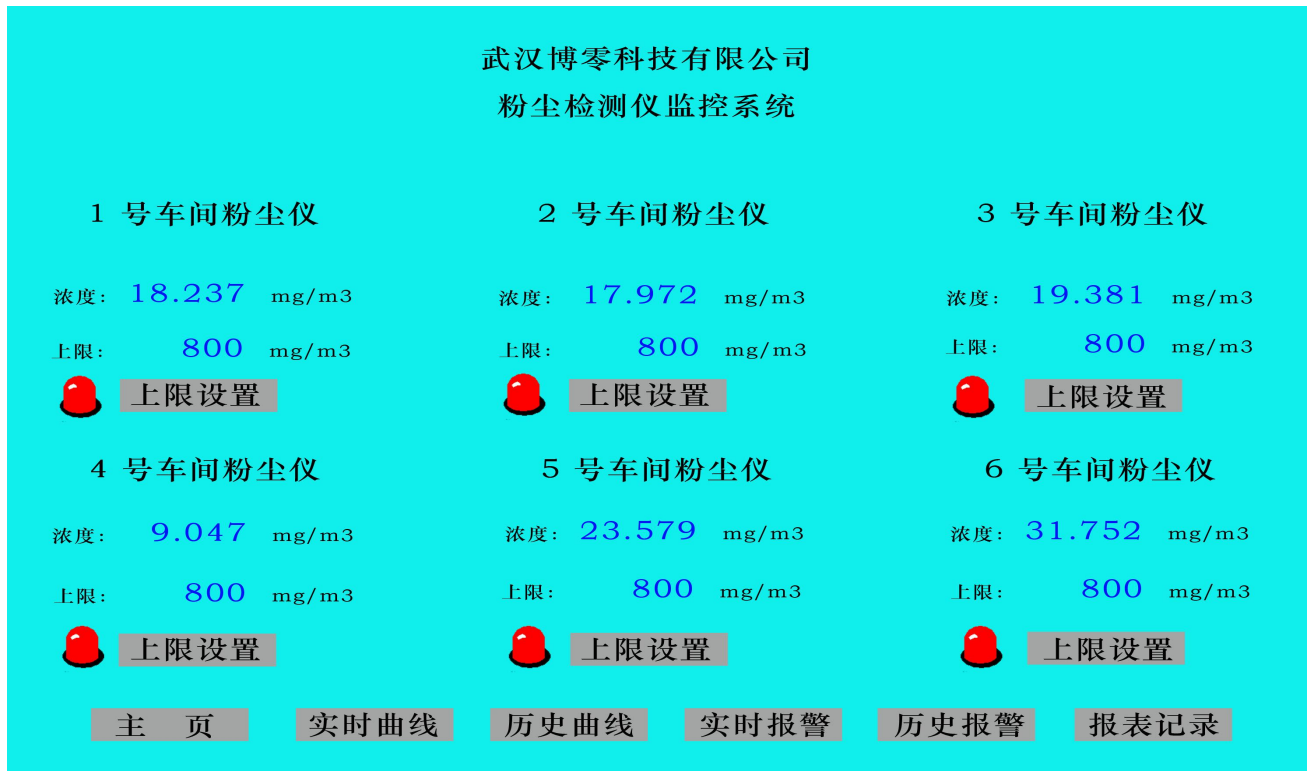 武汉博零科技有限公司
粉尘检测仪监控系统
1 号车间粉尘仪
2 号车间粉尘仪
3 号车间粉尘仪
浓度: 18.237 mg/m3
浓度: 17.972 mg/m3
浓度: 19.381 mg/m3
上限: 800 mg/m3
上限: 800 mg/m3
上限: 800 mg/m3
上限设置
上限设置
上限设置
4 号车间粉尘仪
5 号车间粉尘仪
6 号车间粉尘仪
浓度: 9.047 mg/m3
浓度: 23.579 mg/m3
浓度: 31.752 mg/m3
上限: 800 mg/m3
上限: 800 mg/m3
上限: 800 mg/m3
上限设置
上限设置
上限设置
主 页 实时曲线 历史曲线 实时报警 历史报警 报表记录